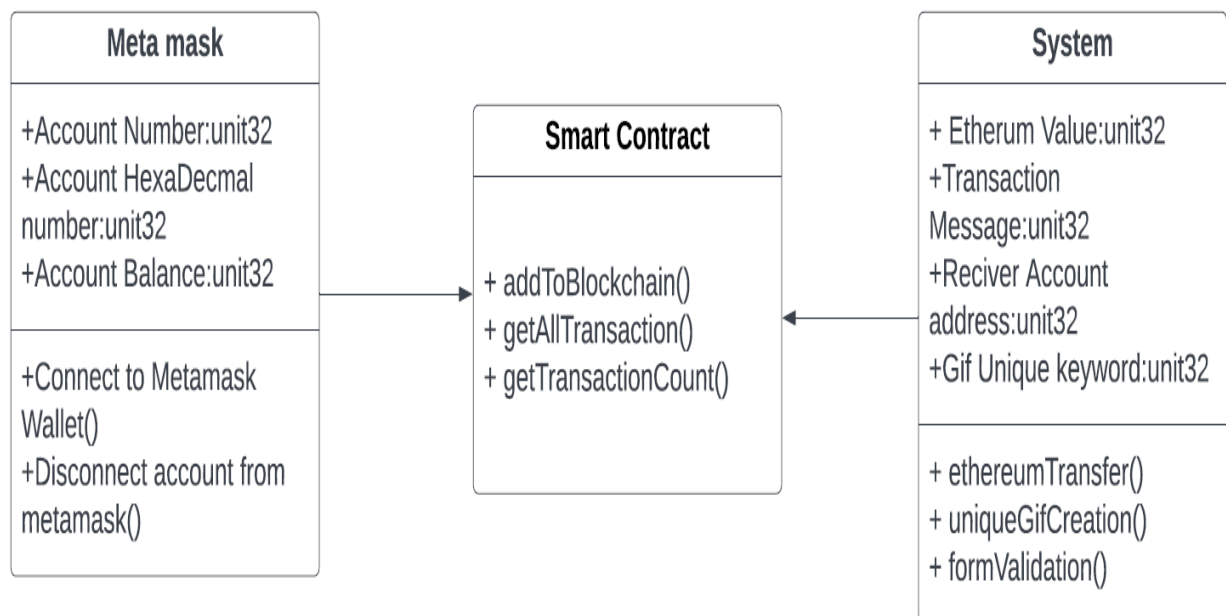 Meta mask
+Account Number:unit32
+Account HexaDecmal
number:unit32
+Account Balance:unit32
+Connect to Metamask
Wallet()
+Disconnect account from
metamask()
Smart Contract
+ addToBlockchain()
+ getAllTransaction()
+ getTransactionCount()
System
+ Etherum Value:unit32
+Transaction
Message:unit32
+Reciver Account
address:unit32
+Gif Unique keyword:unit32
+ ethereumTransfer()
+ uniqueGifCreation()
+ formValidation()